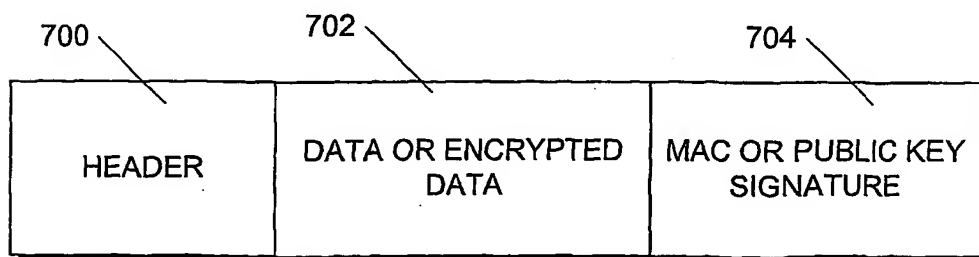 700
702
704
HEADER
DATA OR ENCRYPTED
DATA
MAC OR PUBLIC KEY
SIGNATURE